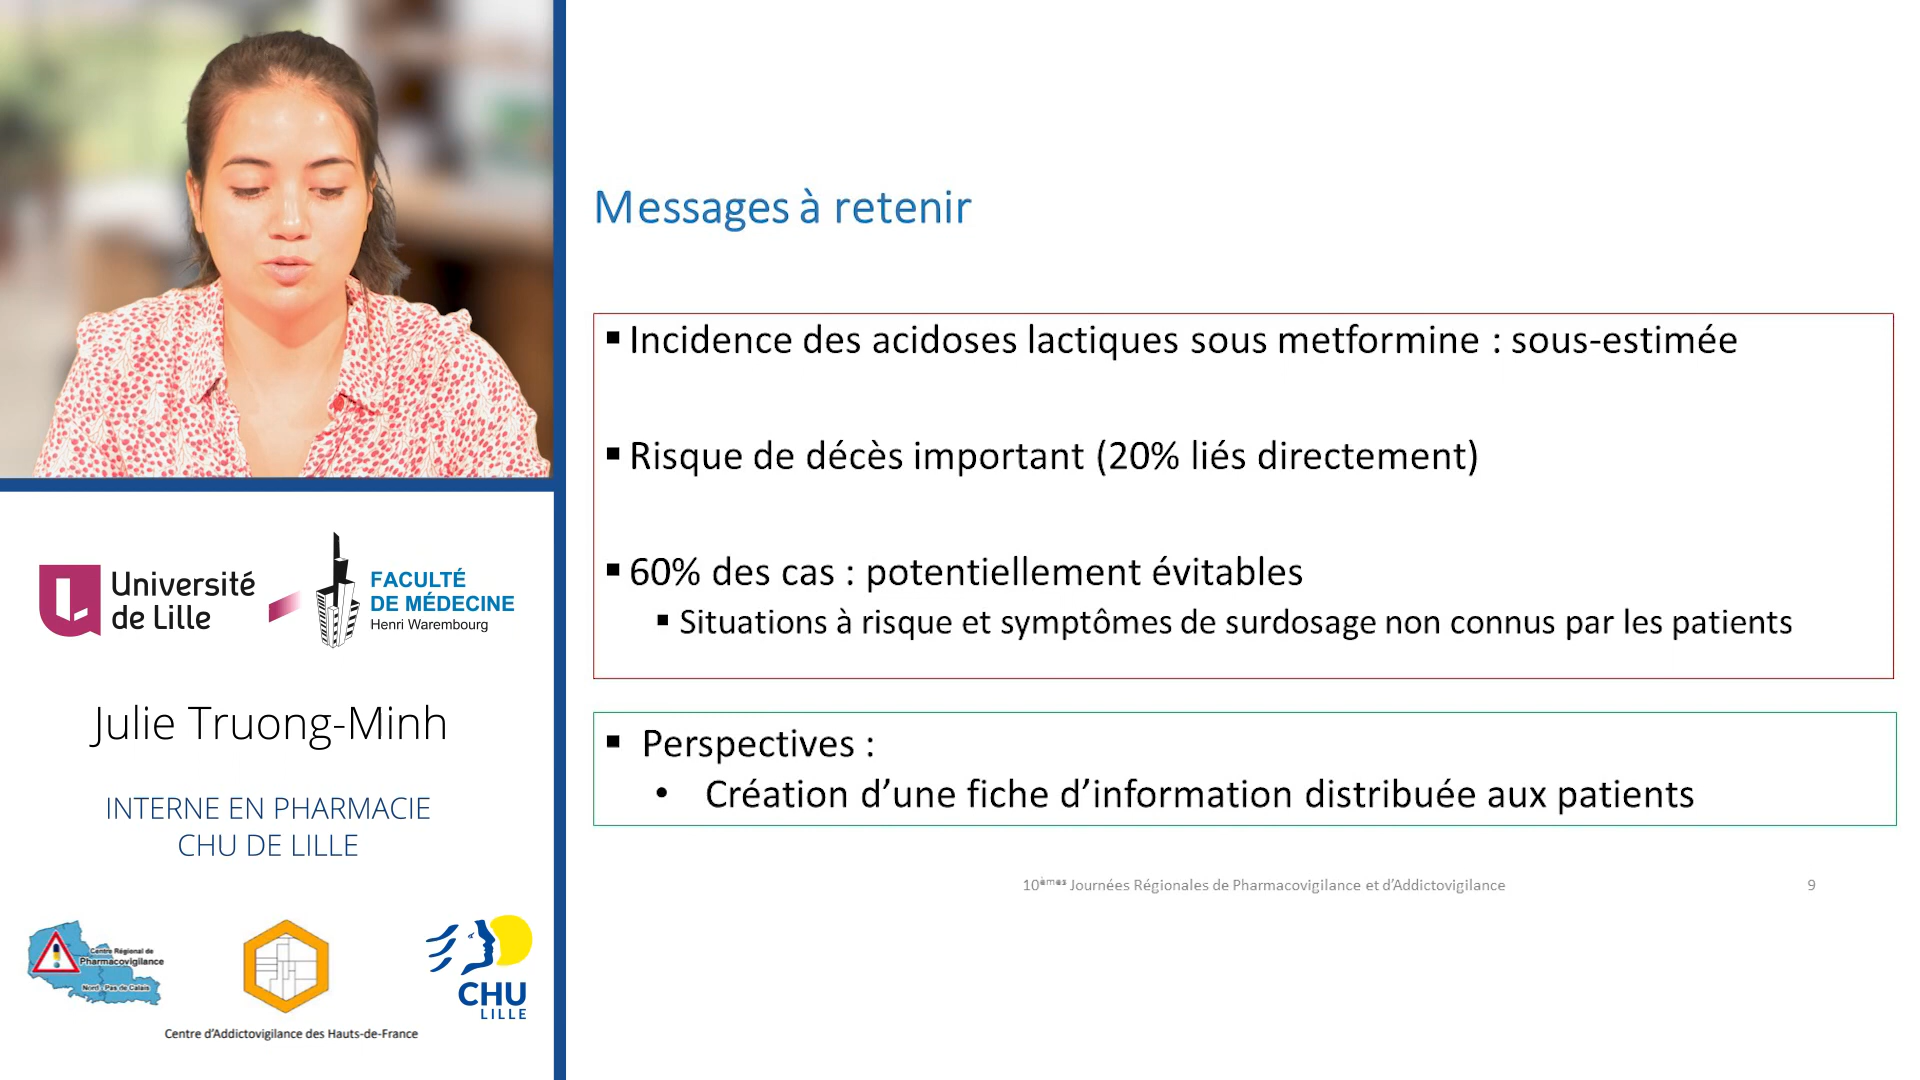 Université
de Lille
FACULTÉ
DE MÉDECINE
Henri Warembourg
Julie Truong-Minh
INTERNE EN PHARMACIE
CHU DE LILLE
Centre Régional de
Pharmacovigilance
Nord - Pas de Calais
CHU
LILLE
Centre d'Addictovigilance des Hauts-de-France
Messages à retenir
▪ Incidence des acidoses lactiques sous metformine : sous-estimée
▪ Risque de décès important (20% liés directement)
▪ 60% des cas : potentiellement évitables
▪ Situations à risque et symptômes de surdosage non connus par les patients
▪ Perspectives :
• Création d’une fiche d’information distribuée aux patients
10èmes Journées Régionales de Pharmacovigilance et d’Addictovigilance
9